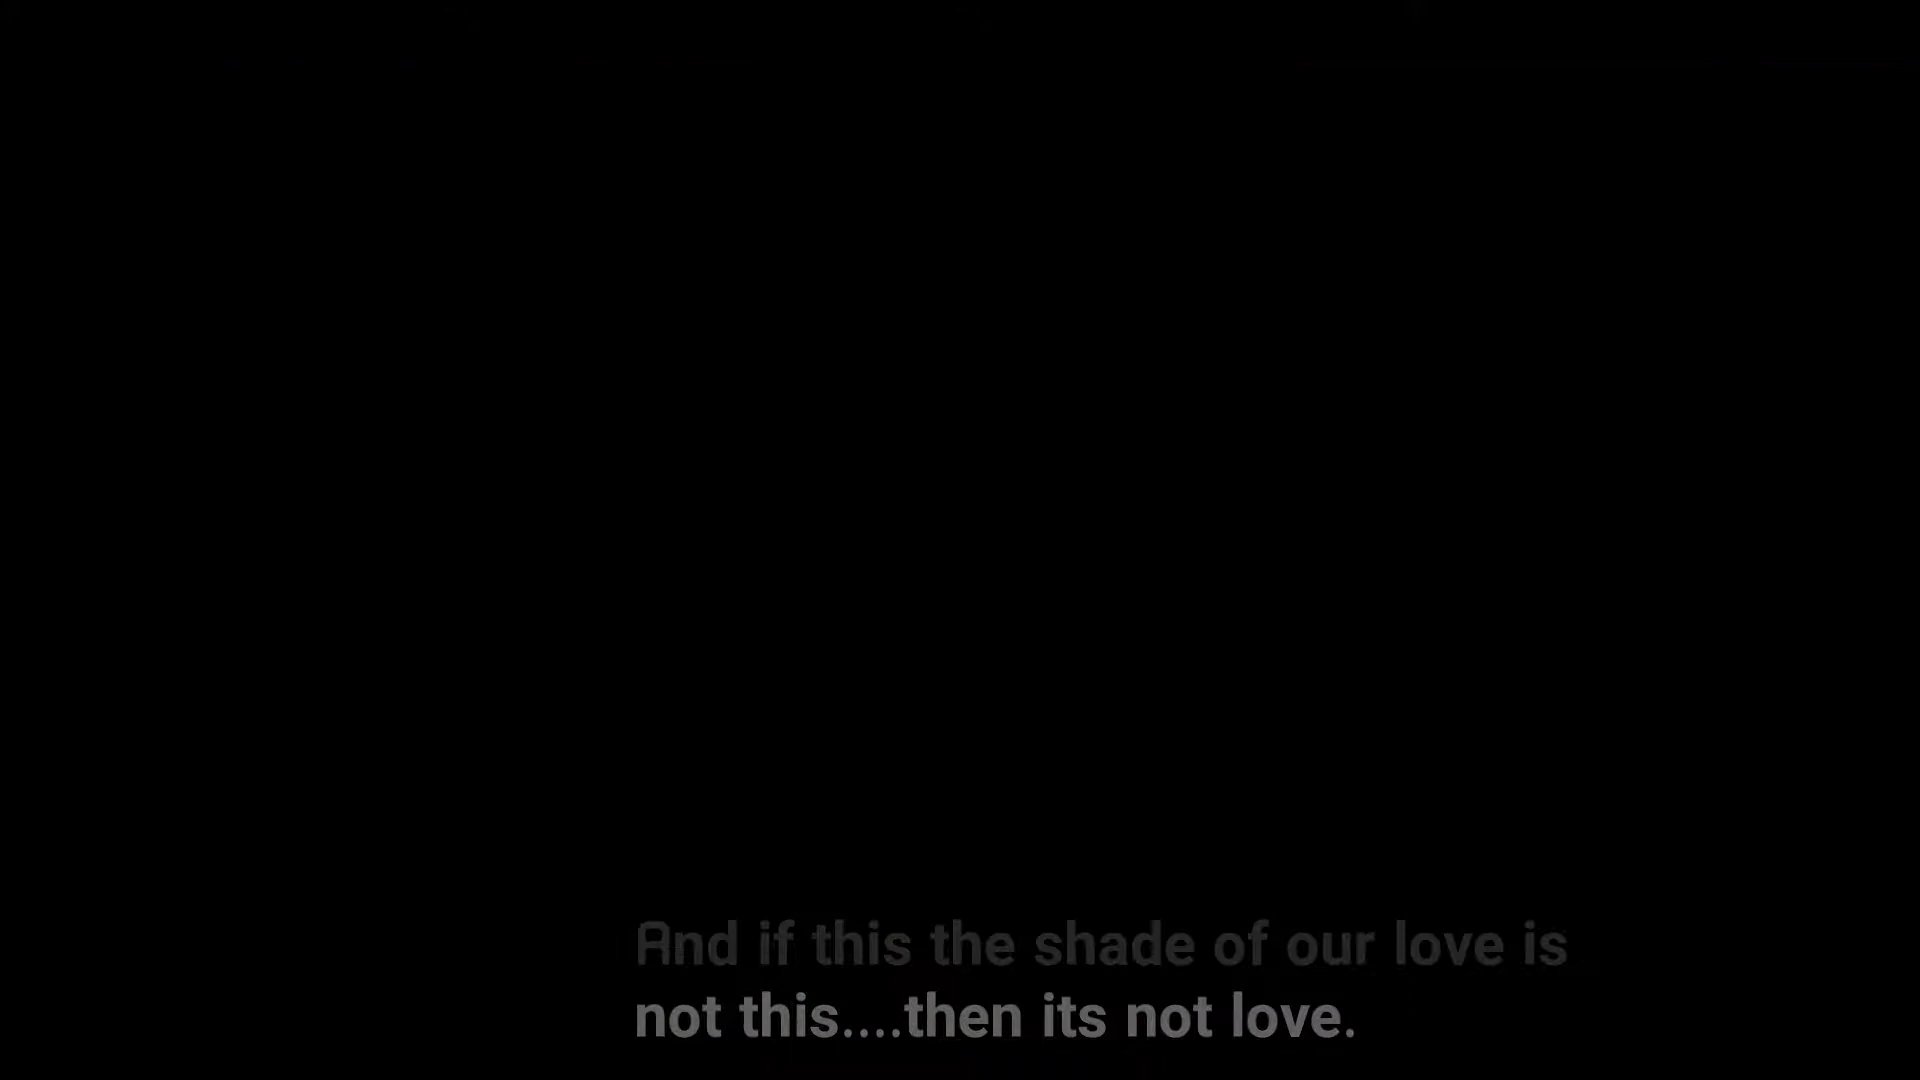 And if this the shade of our love is
not this....then its not love.